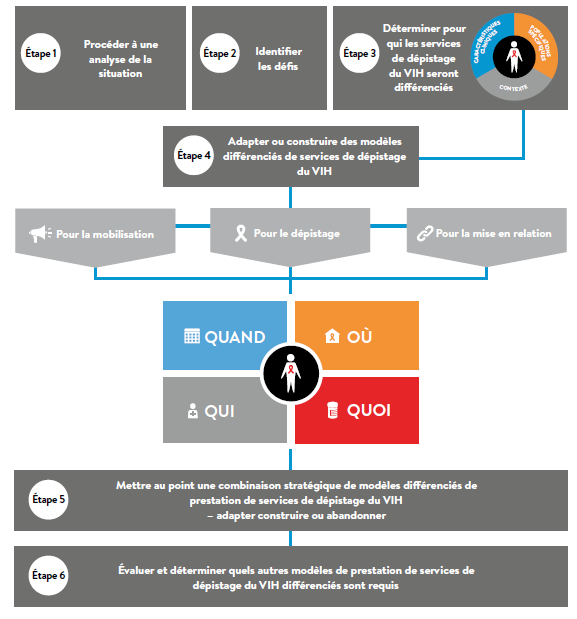 Étape 1
Procéder à une
analyse de la
situation
Étape 2
Identifier
les défis
Étape 3
Déterminer pour
qui les services
de dépistage
du VIH seront
différenciés
CARACTÉRISTIQUES
CLINIQUES
POPULATIONS
SPÉCIFIQUES
CONTEXTE
Étape 4
Adapter ou construire des modèles
différenciés de services de dépistage
du VIH
Pour la mobilisation
Pour le dépistage
Pour la mise en relation
QUAND
OÙ
QUI
QUOI
Étape 5
Mettre au point une combinaison stratégique de modèles différenciés de
prestation de services de dépistage du VIH
– adapter construire ou abandonner
Étape 6
Évaluer et déterminer quels autres modèles de prestation de services de
dépistage du VIH différenciés sont requis